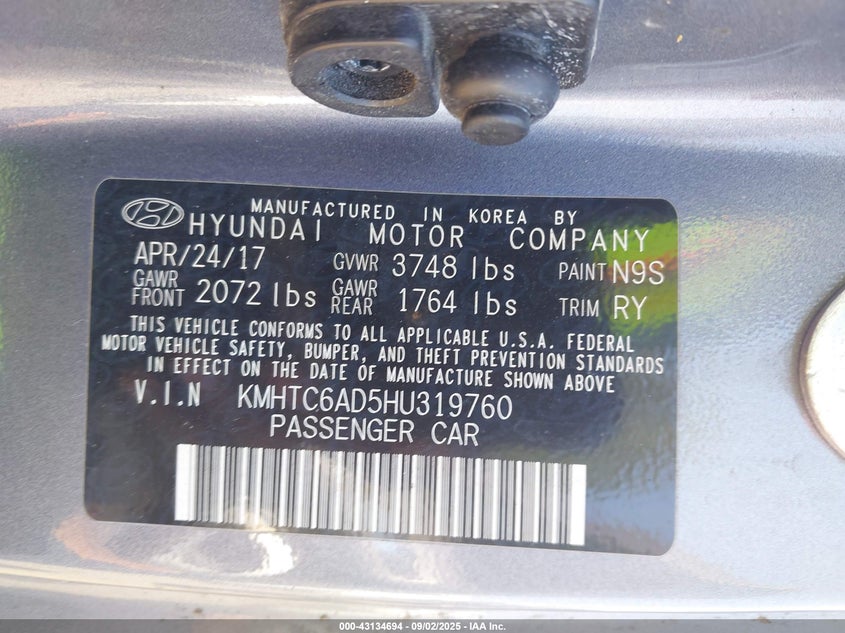 MANUFACTURED IN KOREA BY
HYUNDAI MOTOR COMPANY
APR/24/17 GVWR 3748 lbs PAINT N9S
GAWR FRONT 2072 lbs GAWR REAR 1764 lbs TRIM RY
THIS VEHICLE CONFORMS TO ALL APPLICABLE U.S.A. FEDERAL
MOTOR VEHICLE SAFETY, BUMPER, AND THEFT PREVENTION STANDARDS
IN EFFECT ON THE DATE OF MANUFACTURE SHOWN ABOVE
V.I.N KMHTC6AD5HU319760
PASSENGER CAR
000-43134694 - 09/02/2025 - IAA Inc.